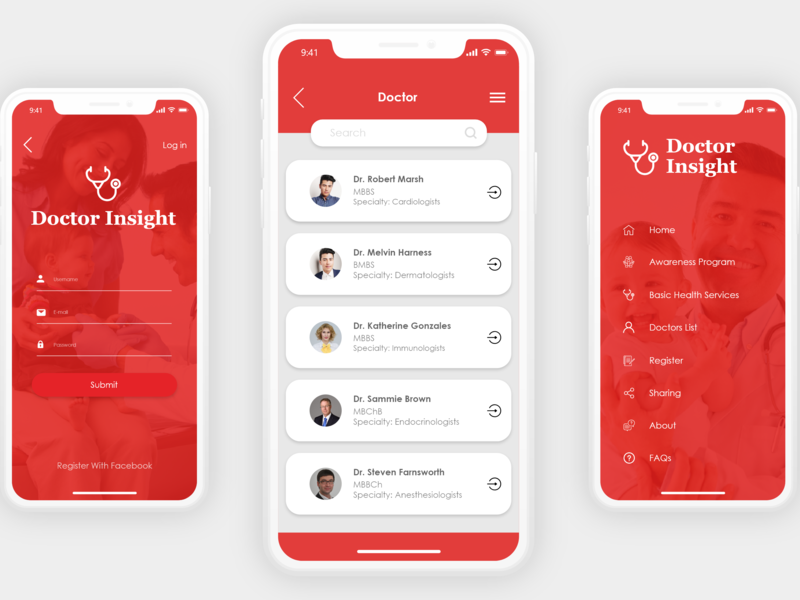 9:41
Log in
Doctor Insight
Username
E-mail
Password
Submit
Register With Facebook
9:41
Doctor
Search
Dr. Robert Marsh
MBBS
Specialty: Cardiologists
Dr. Melvin Harness
BMBS
Specialty: Dermatologists
Dr. Katherine Gonzales
MBBS
Specialty: Immunologists
Dr. Sammie Brown
MBChB
Specialty: Endocrinologists
Dr. Steven Farnsworth
MBBCh
Specialty: Anesthesiologists
9:41
Doctor
Insight
Home
Awareness Program
Basic Health Services
Doctors List
Register
Sharing
About
FAQs